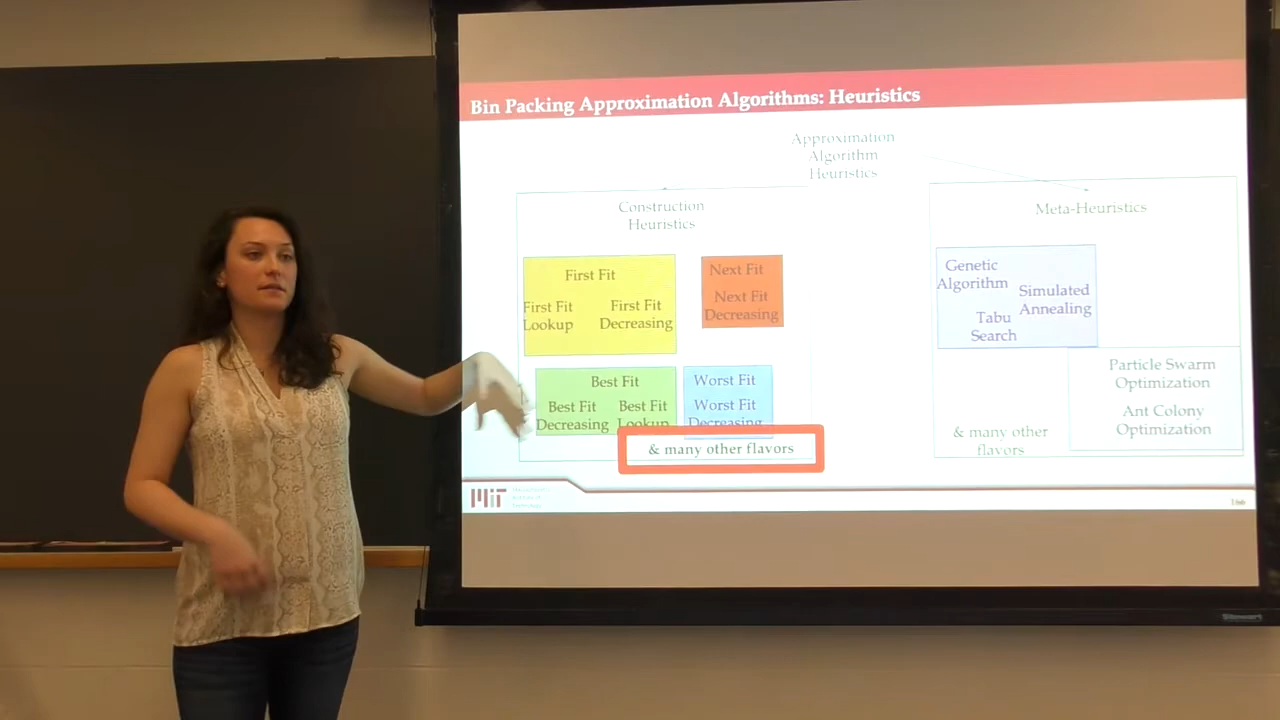 Bin Packing Approximation Algorithms: Heuristics
Approximation
Algorithm
Heuristics
Construction
Heuristics
First Fit
First Fit
Lookup
First Fit
Decreasing
Next Fit
Next Fit
Decreasing
Best Fit
Best Fit
Decreasing
Best Fit
Lookup
Worst Fit
Worst Fit
Decreasing
& many other flavors
Meta-Heuristics
Genetic
Algorithm
Simulated
Annealing
Tabu
Search
Particle Swarm
Optimization
Ant Colony
Optimization
& many other
flavors
MIT
166